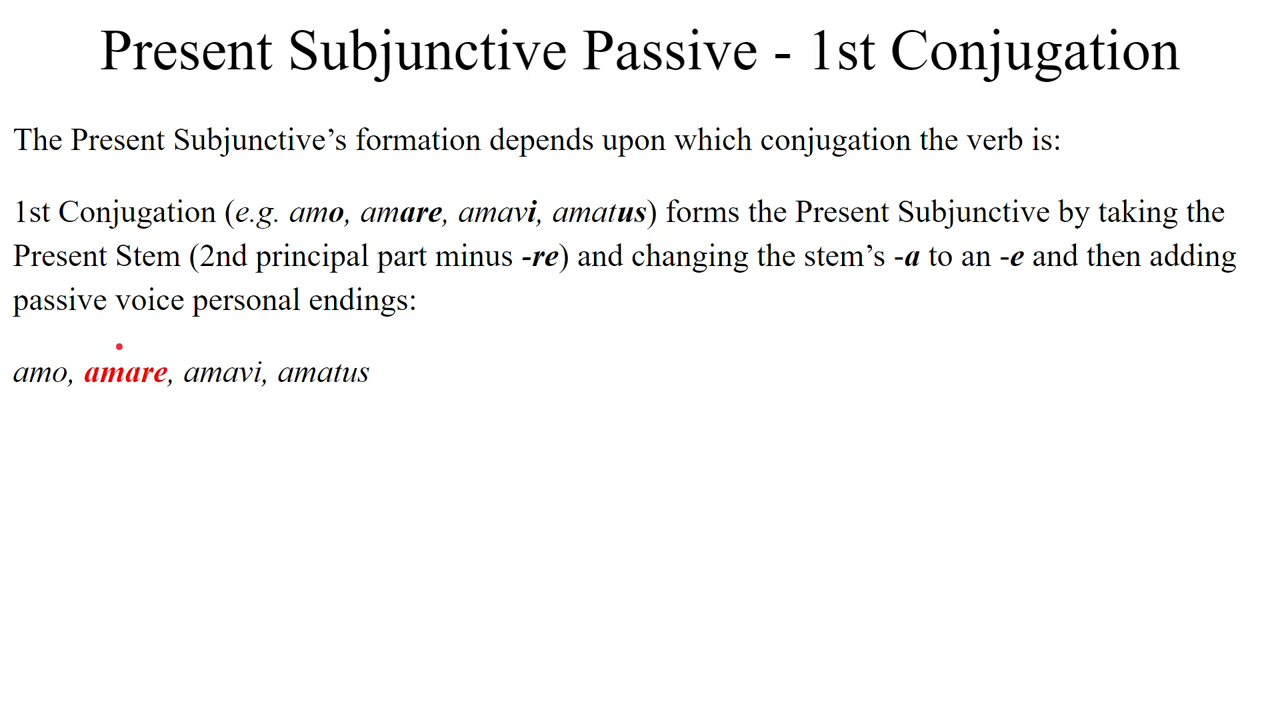 Present Subjunctive Passive - 1st Conjugation
The Present Subjunctive’s formation depends upon which conjugation the verb is:
1st Conjugation (e.g. amo, amare, amavi, amatus) forms the Present Subjunctive by taking the
Present Stem (2nd principal part minus -re) and changing the stem’s -a to an -e and then adding
passive voice personal endings:
amo, amare, amavi, amatus